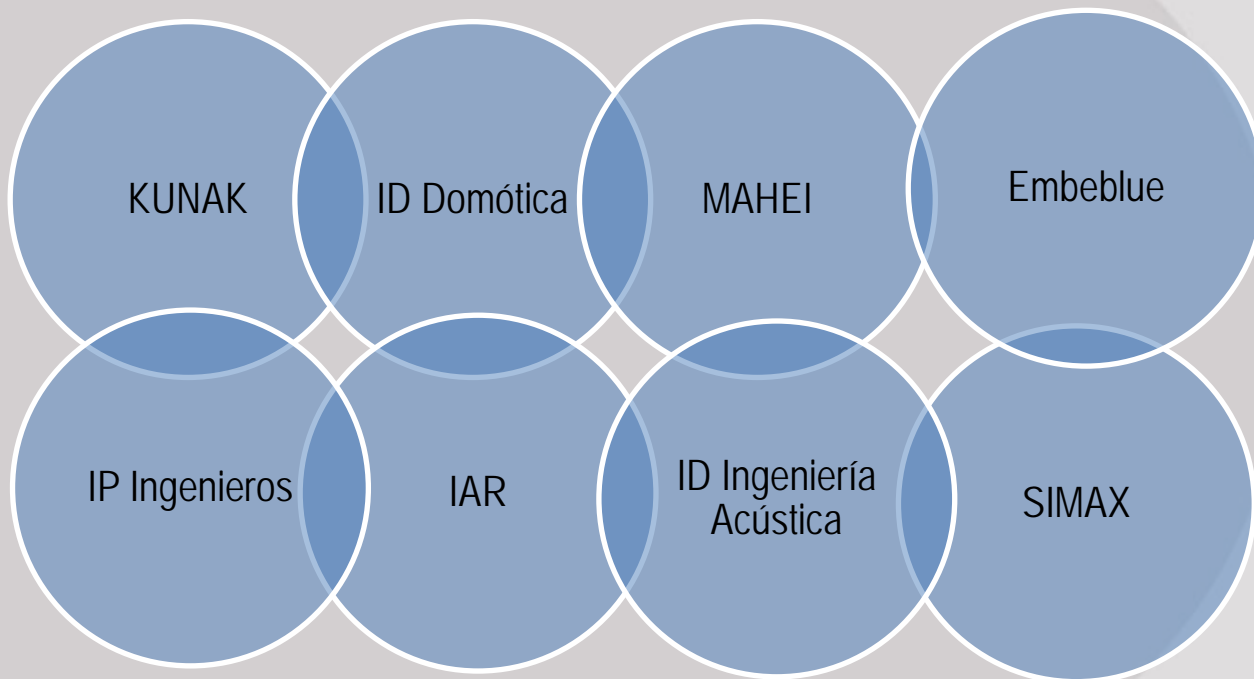 KUNAK
ID Domótica
MAHEI
Embeblue
IP Ingenieros
IAR
ID Ingeniería
Acústica
SIMAX